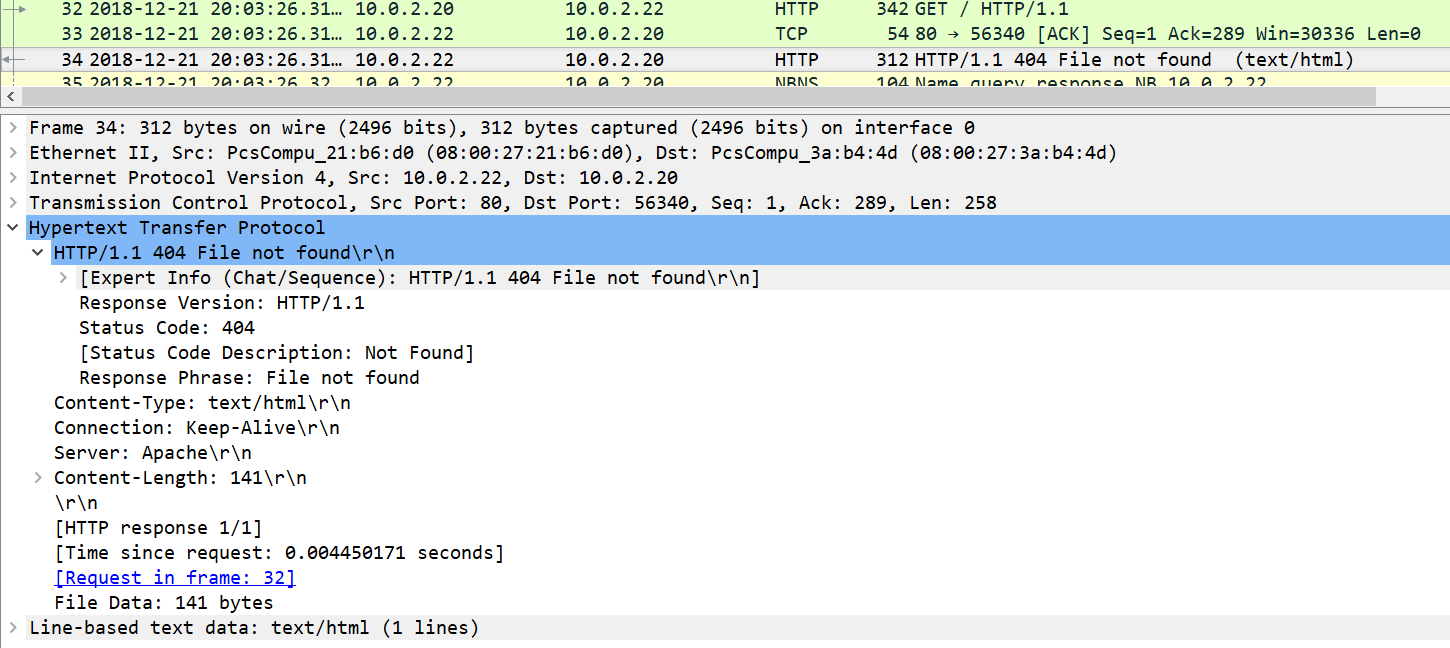 32 2018-12-21 20:03:26.31… 10.0.2.20 10.0.2.22 HTTP 342 GET / HTTP/1.1
33 2018-12-21 20:03:26.31… 10.0.2.22 10.0.2.20 TCP 54 80 → 56340 [ACK] Seq=1 Ack=289 Win=30336 Len=0
34 2018-12-21 20:03:26.31… 10.0.2.22 10.0.2.20 HTTP 312 HTTP/1.1 404 File not found (text/html)
35 2018-12-21 20:03:26.32… 10.0.2.22 10.0.2.20 NBNS 104 Name query response NB 10.0.2.22
Frame 34: 312 bytes on wire (2496 bits), 312 bytes captured (2496 bits) on interface 0
Ethernet II, Src: PcsCompu_21:b6:d0 (08:00:27:21:b6:d0), Dst: PcsCompu_3a:b4:4d (08:00:27:3a:b4:4d)
Internet Protocol Version 4, Src: 10.0.2.22, Dst: 10.0.2.20
Transmission Control Protocol, Src Port: 80, Dst Port: 56340, Seq: 1, Ack: 289, Len: 258
Hypertext Transfer Protocol
HTTP/1.1 404 File not found\r\n
[Expert Info (Chat/Sequence): HTTP/1.1 404 File not found\r\n]
Response Version: HTTP/1.1
Status Code: 404
[Status Code Description: Not Found]
Response Phrase: File not found
Content-Type: text/html\r\n
Connection: Keep-Alive\r\n
Server: Apache\r\n
Content-Length: 141\r\n
\r\n
[HTTP response 1/1]
[Time since request: 0.004450171 seconds]
[Request in frame: 32]
File Data: 141 bytes
Line-based text data: text/html (1 lines)